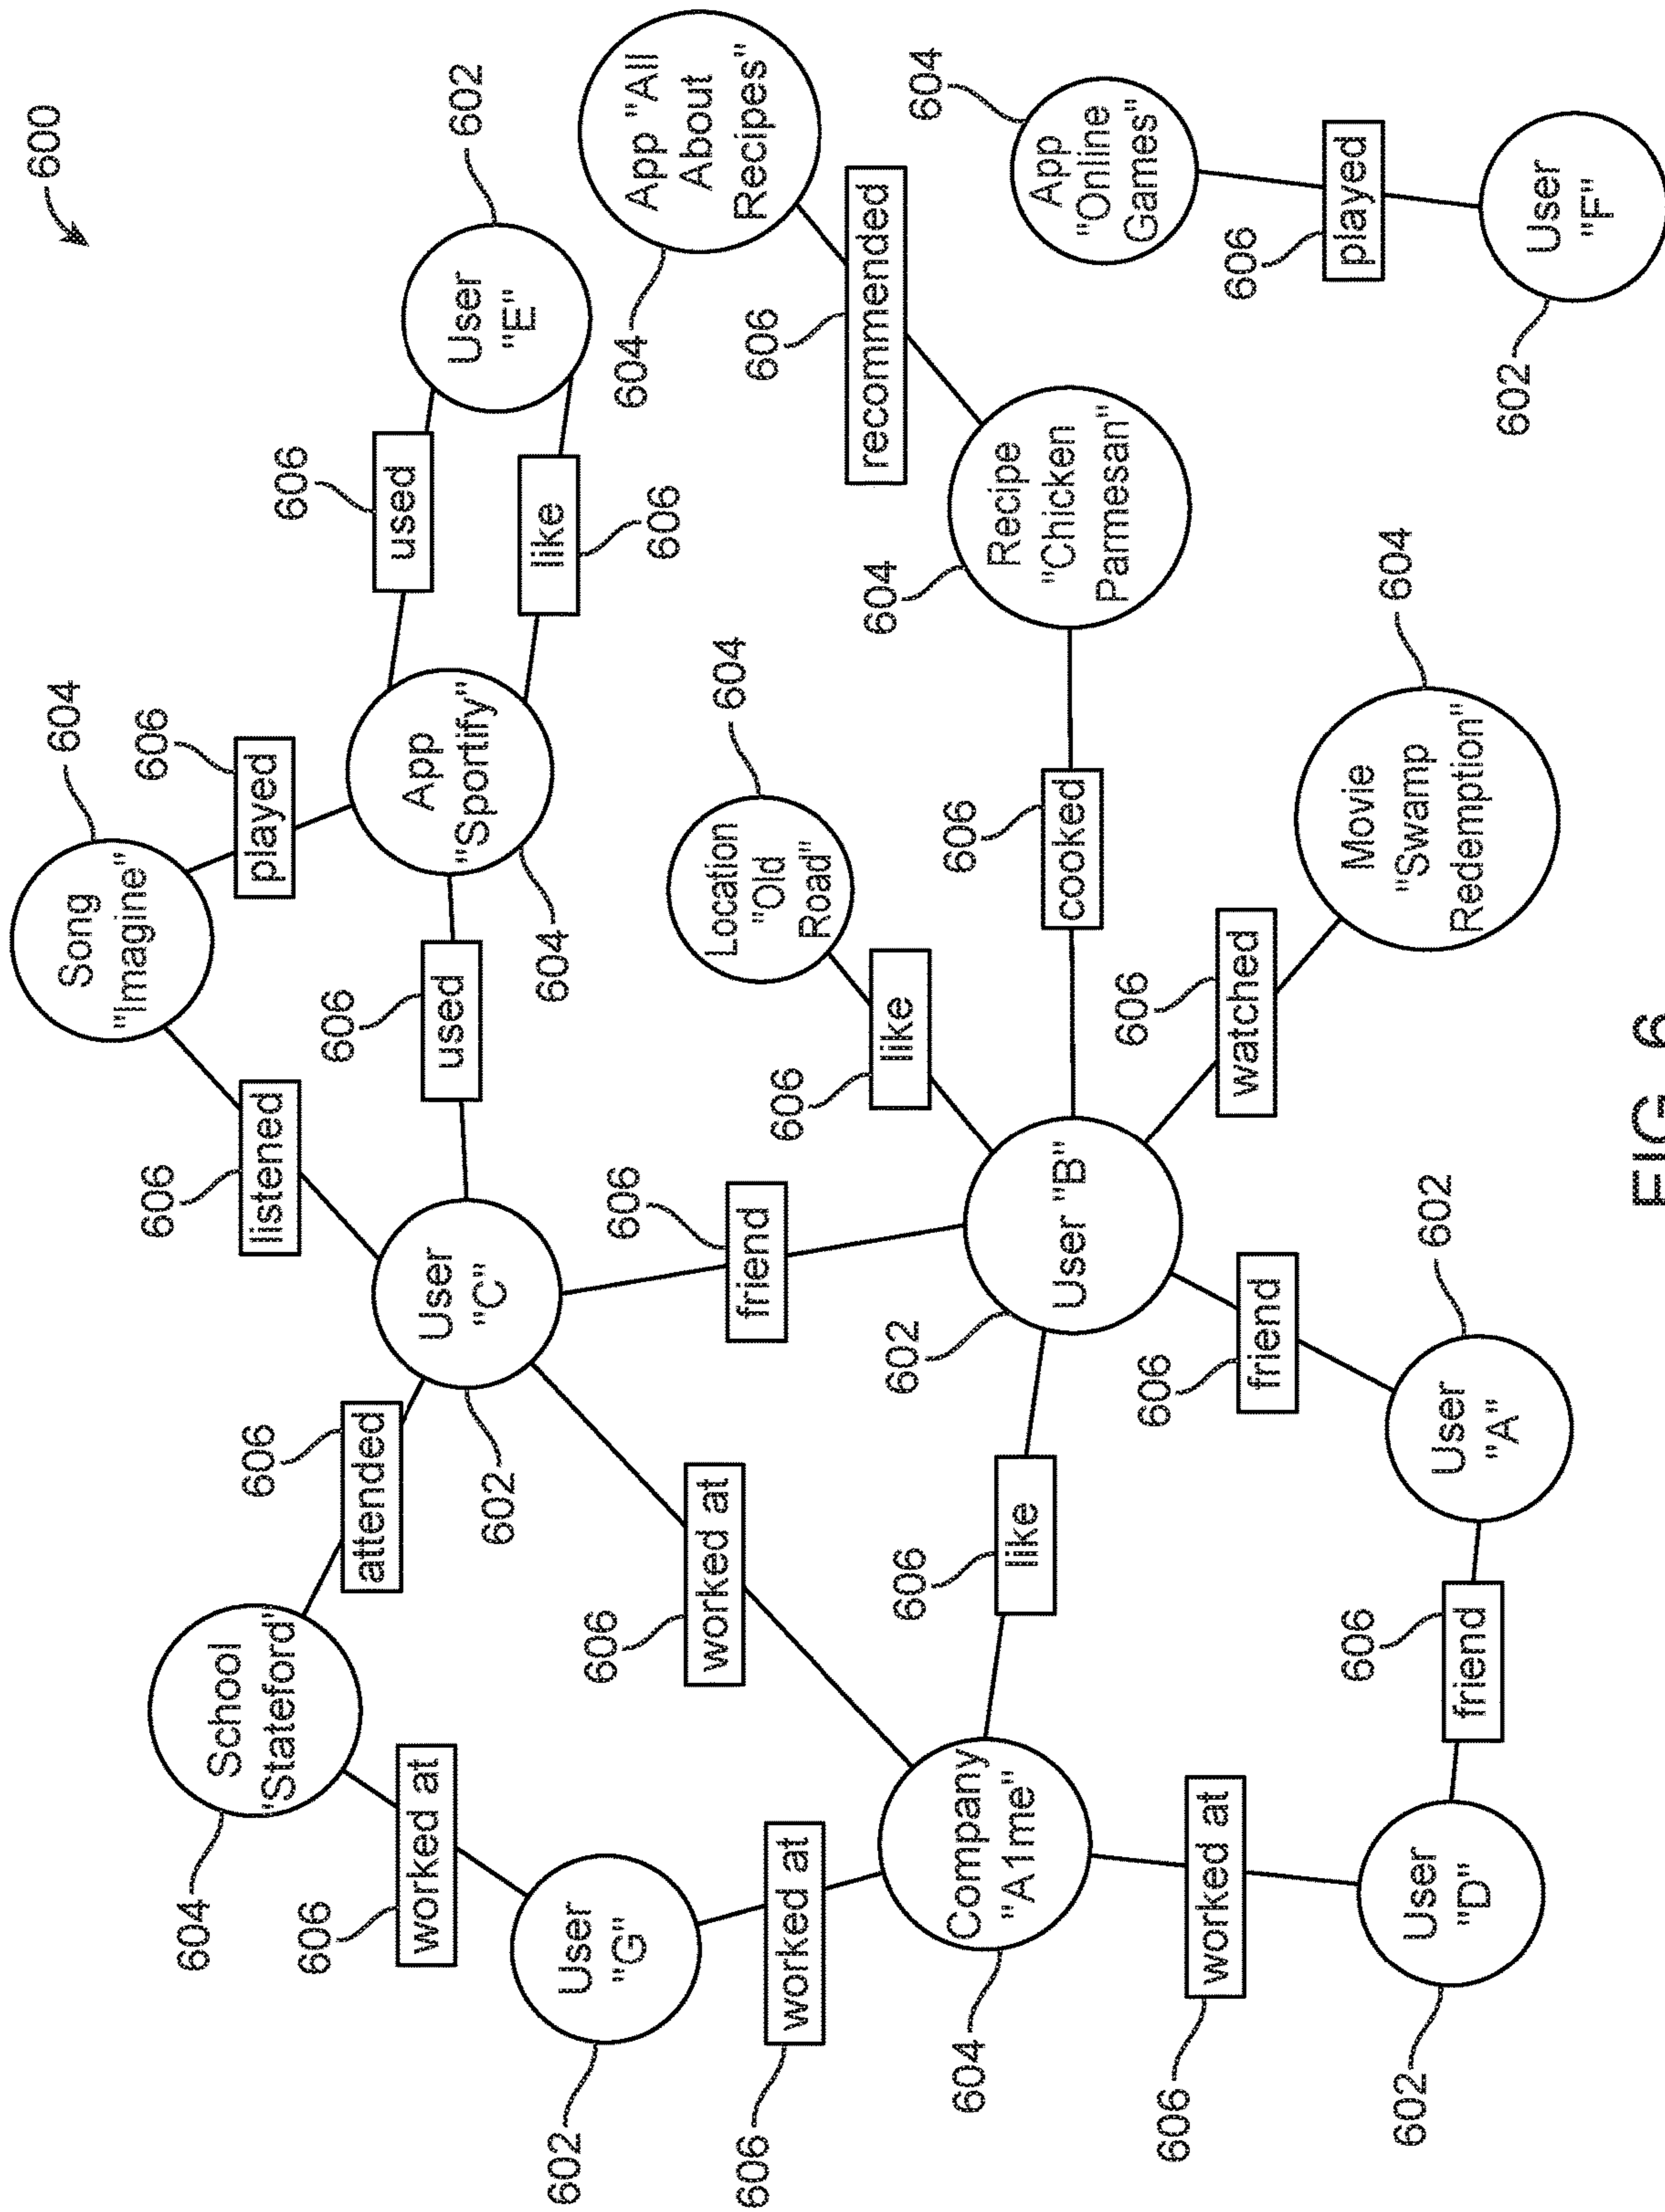 600
604
Song
"Imagine"
606
listened
606
played
604
School
'Stateford'
606
attended
606
worked at
606
used
606
used
602
User
"C"
604
App
"Sportify"
602
User
"E"
like
606
602
User
"G"
606
worked at
606
worked at
606
friend
604
Location
"Old
Road"
606
like
604
App "All
About
Recipes"
606
recommended
604
Company
"A1me"
606
like
602
User "B"
606
cooked
604
Recipe
"Chicken
Parmesan"
604
App
"Online
Games"
606
worked at
606
friend
606
watched
606
played
604
Movie
"Swamp
Redemption"
602
User
"D"
606
friend
602
User
"A"
602
User
"F"
FIG. 6